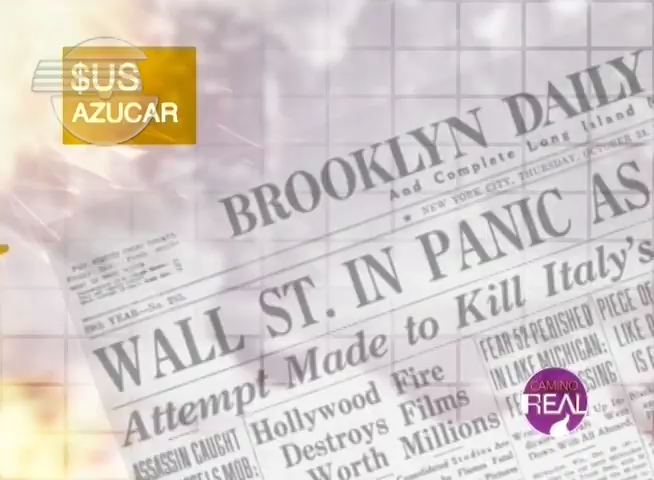 $US
AZUCAR
BROOKLYN DAILY
And Complete Long Island
NEW YORK CITY, THURSDAY, OCTOBER 24,
WALL ST. IN PANIC AS
Attempt Made to Kill Italy's
Hollywood Fire
Destroys Films
Worth Millions
FEAR 52 PERISHED
IN LAKE MICHIGAN;
PIECE OF
ASSASSIN CAUGHT
CAMINO
REAL